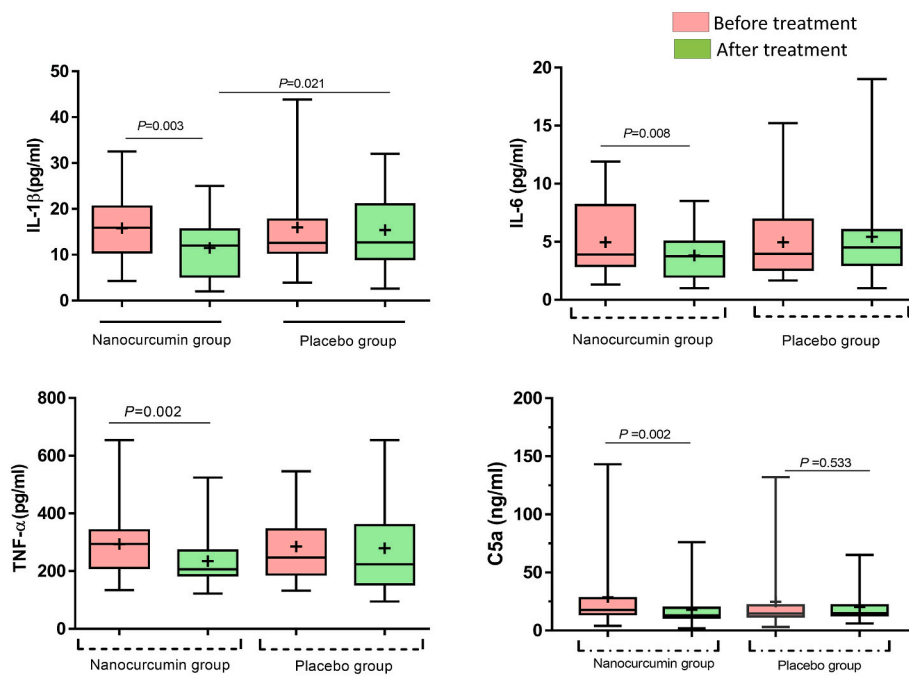 Before treatment
After treatment
IL-1β(pg/ml)
50
40
30
20
10
0
P=0.003
P=0.021
Nanocurcumin group
Placebo group
IL-6 (pg/ml)
20
15
10
5
0
P=0.008
Nanocurcumin group
Placebo group
TNF-α(pg/ml)
800
600
400
200
0
P=0.002
Nanocurcumin group
Placebo group
C5a (ng/ml)
200
150
100
50
0
P =0.002
P =0.533
Nanocurcumin group
Placebo group